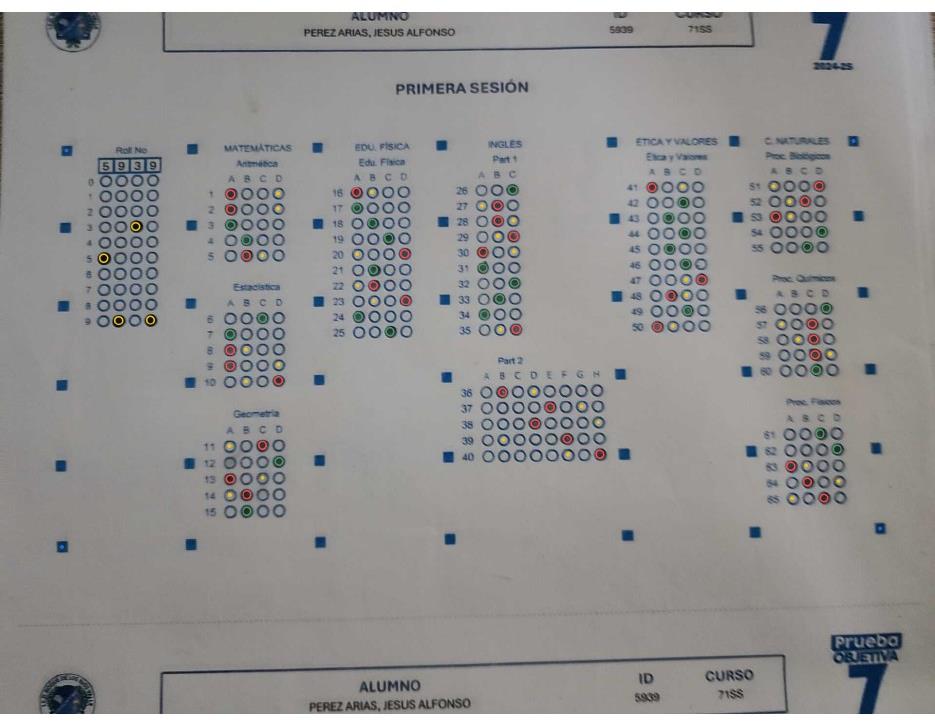 ALUMNO ID CURSO
PEREZ ARIAS, JESUS ALFONSO 5939 71SS
7
2024-25
PRIMERA SESIÓN
Roll No MATEMÁTICAS EDU. FÍSICA INGLÉS ETICA Y VALORES C. NATURALES
Aritmética Edu. Física Part 1 Etica y Valores Proc. Biológicos
5 9 3 9
A B C D A B C D A B C A B C D A B C D
0
1 1 16 26 41 51
2 2 17 27 42 52
3 3 18 28 43 53
4 4 19 29 44 54
5 5 20 30 45 55
6 21 31 46
7 Estadística 22 32 47 Proc. Químicos
A B C D A B C D
8 6 23 33 48 56
9 7 24 34 49 57
8 25 35 50 58
9 59
10 60
Part 2
A B C D E F G H
36
37
38
39
40
Geometría
A B C D
11
12
13
14
15
Proc. Físicos
A B C D
61
62
63
64
65
Prueba
OBJETIVA
7
ALUMNO ID CURSO
PEREZ ARIAS, JESUS ALFONSO 5939 71SS